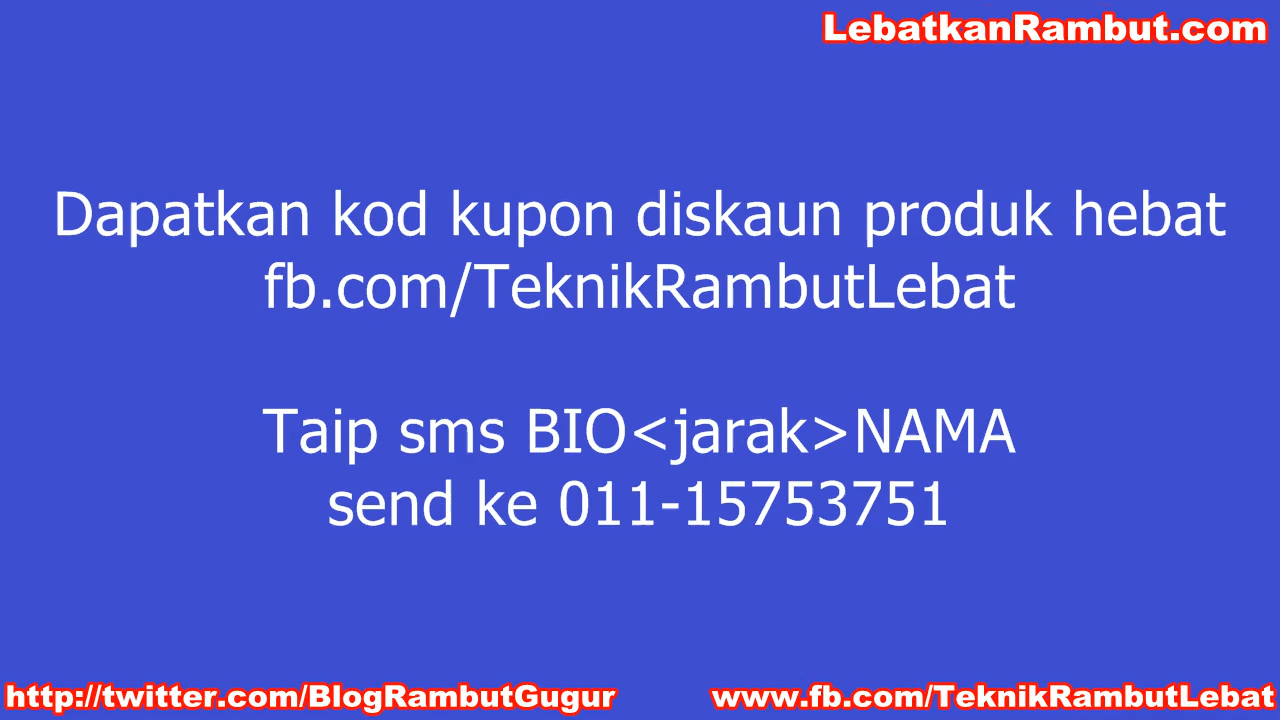 LebatkanRambut.com
Dapatkan kod kupon diskaun produk hebat
fb.com/TeknikRambutLebat
Taip sms BIO<jarak>NAMA
send ke 011-15753751
http://twitter.com/BlogRambutGugur
www.fb.com/TeknikRambutLebat